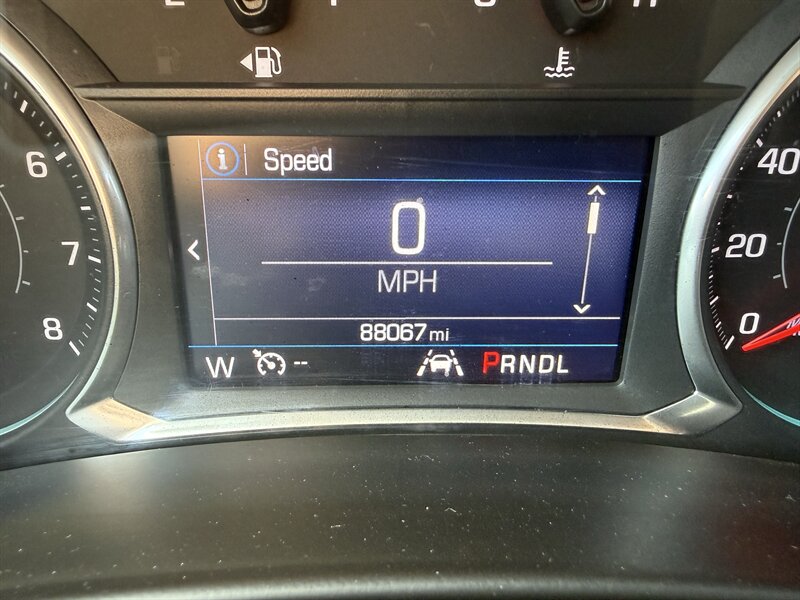 E F C H
6
7
8
i Speed
0
MPH
88067 mi
W -- PRNDL
40
20
0